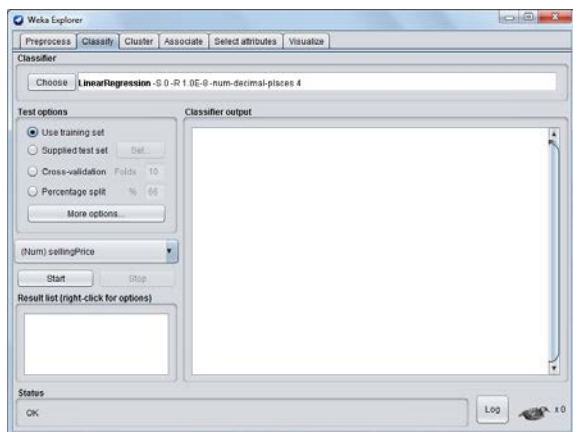 Weka Explorer
Preprocess Classify Cluster Associate Select attributes Visualize
Classifier
Choose LinearRegression -S 0 -R 1.0E-8 -num-decimal-places 4
Test options
Classifier output
Use training set
Supplied test set Set...
Cross-validation Folds 10
Percentage split % 66
More options...
(Num) sellingPrice
Start Stop
Result list (right-click for options)
Status
OK
Log x 0